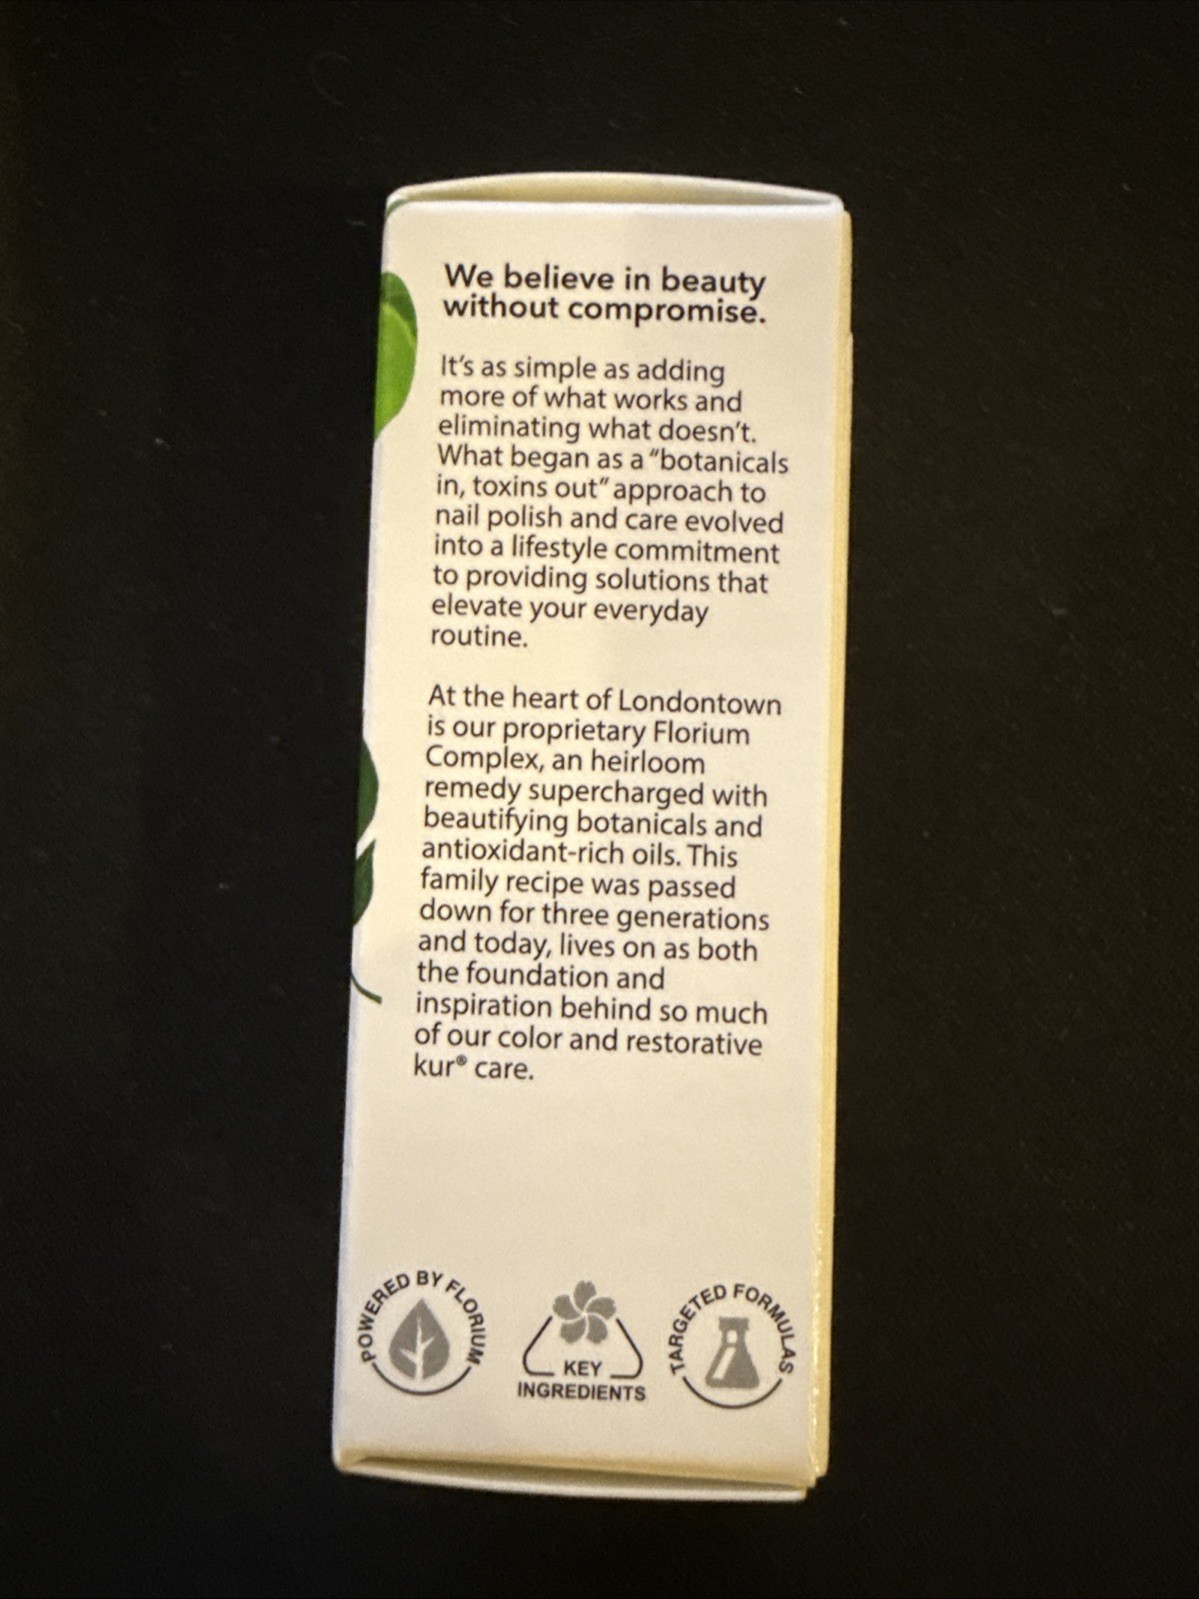 We believe in beauty
without compromise.
It's as simple as adding
more of what works and
eliminating what doesn't.
What began as a "botanicals
in, toxins out" approach to
nail polish and care evolved
into a lifestyle commitment
to providing solutions that
elevate your everyday
routine.
At the heart of Londontown
is our proprietary Florium
Complex, an heirloom
remedy supercharged with
beautifying botanicals and
antioxidant-rich oils. This
family recipe was passed
down for three generations
and today, lives on as both
the foundation and
inspiration behind so much
of our color and restorative
kur® care.
POWERED BY FLORIUM
KEY
INGREDIENTS
TARGETED FORMULAS